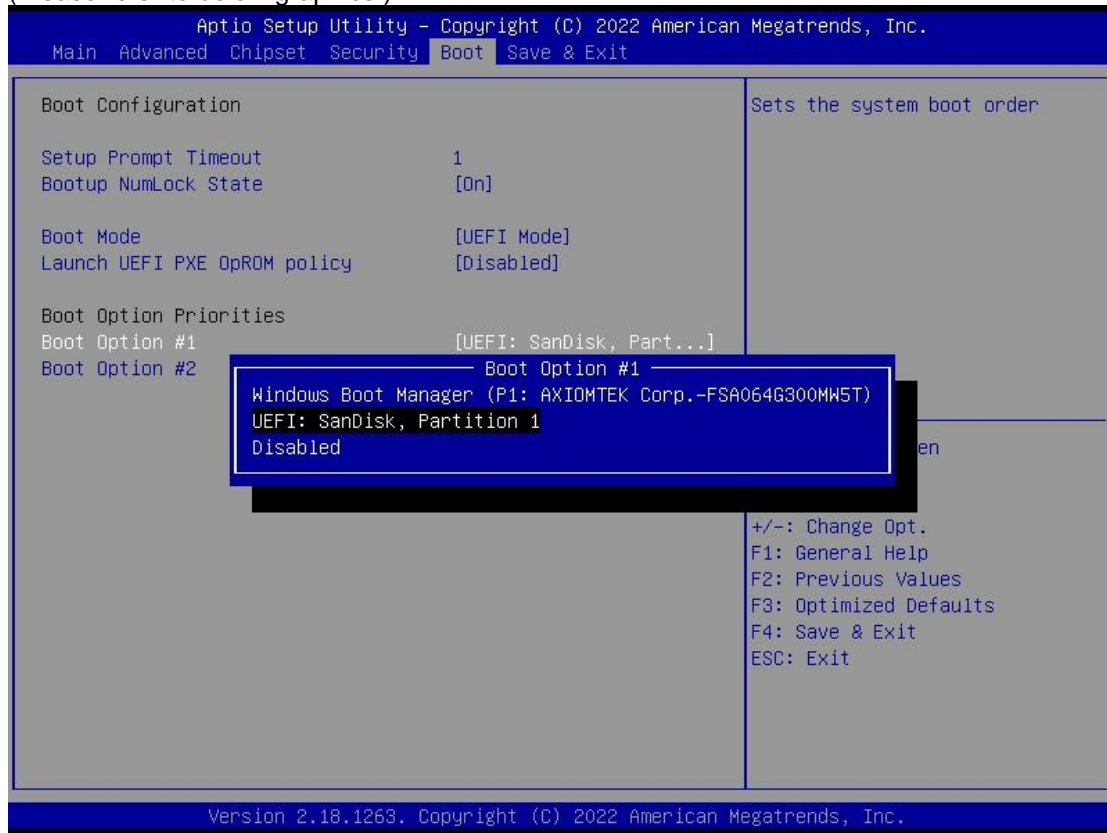 Aptio Setup Utility – Copyright (C) 2022 American Megatrends, Inc.
Main Advanced Chipset Security Boot Save & Exit
Boot Configuration
Sets the system boot order
Setup Prompt Timeout 1
Bootup NumLock State [On]
Boot Mode [UEFI Mode]
Launch UEFI PXE OpROM policy [Disabled]
Boot Option Priorities
Boot Option #1 [UEFI: SanDisk, Part...]
Boot Option #2
Boot Option #1
Windows Boot Manager (P1: AXIOMTEK Corp.-FSA064G300MW5T)
UEFI: SanDisk, Partition 1
Disabled
en
+/-: Change Opt.
F1: General Help
F2: Previous Values
F3: Optimized Defaults
F4: Save & Exit
ESC: Exit
Version 2.18.1263. Copyright (C) 2022 American Megatrends, Inc.